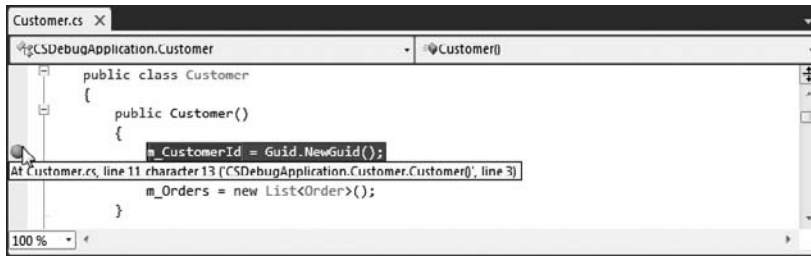 Customer.cs X
CSDebugApplication.Customer Customer()
public class Customer
{
public Customer()
{
m_CustomerId = Guid.NewGuid();
At Customer.cs, line 11 character 13 ('CSDebugApplication.Customer.Customer()', line 3)
m_Orders = new List<Order>();
}
100 %